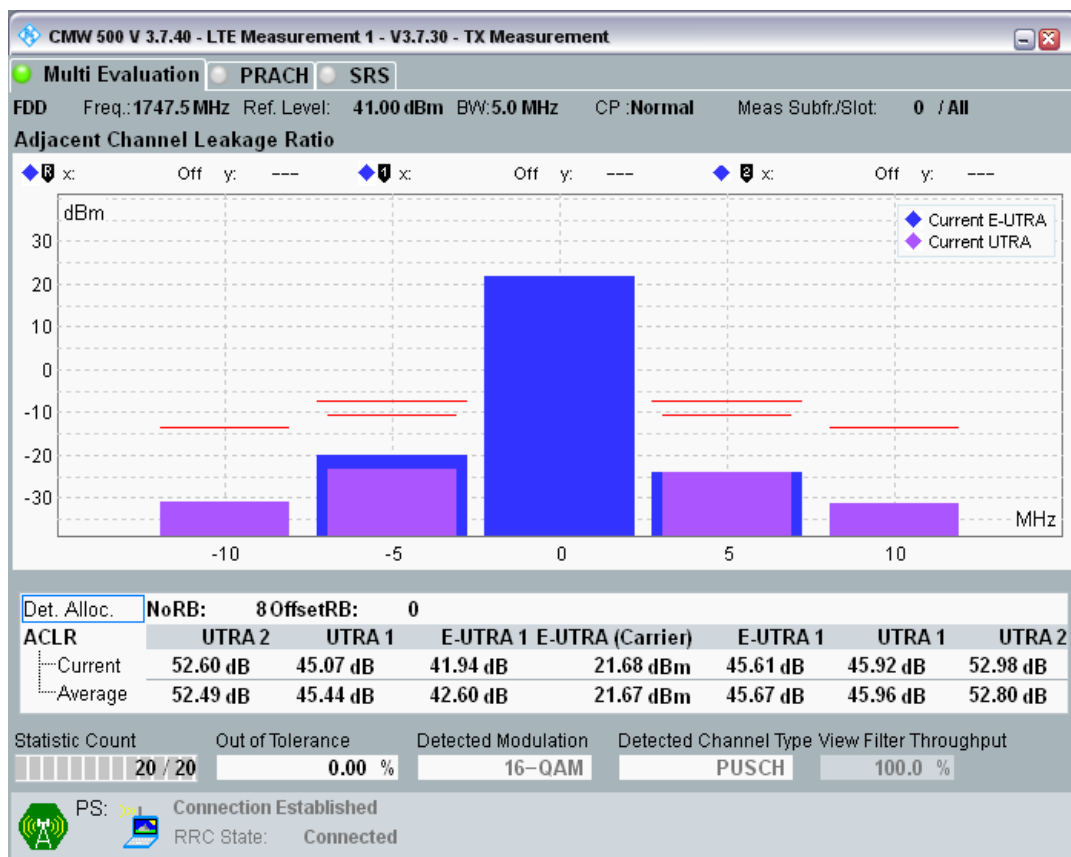 CMW 500 V 3.7.40 - LTE Measurement 1 - V3.7.30 - TX Measurement
Multi Evaluation PRACH SRS
FDD Freq.: 1747.5 MHz Ref. Level: 41.00 dBm BW: 5.0 MHz CP : Normal Meas Subfr./Slot: 0 / All
Adjacent Channel Leakage Ratio
R x: Off y: --- 1 x: Off y: --- 2 x: Off y: ---
dBm
Current E-UTRA
Current UTRA
30
20
10
0
-10
-20
-30
MHz
-10 -5 0 5 10
Det. Alloc. NoRB: 8 OffsetRB: 0
ACLR UTRA 2 UTRA 1 E-UTRA 1 E-UTRA (Carrier) E-UTRA 1 UTRA 1 UTRA 2
Current 52.60 dB 45.07 dB 41.94 dB 21.68 dBm 45.61 dB 45.92 dB 52.98 dB
Average 52.49 dB 45.44 dB 42.60 dB 21.67 dBm 45.67 dB 45.96 dB 52.80 dB
Statistic Count Out of Tolerance Detected Modulation Detected Channel Type View Filter Throughput
20 / 20 0.00 % 16-QAM PUSCH 100.0 %
PS: Connection Established
RRC State: Connected